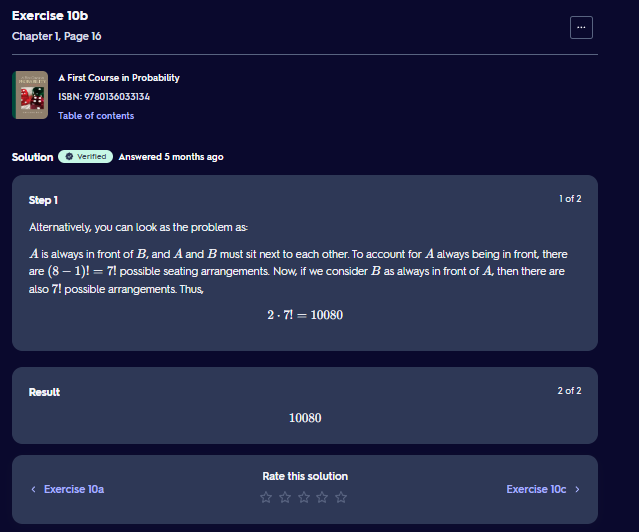 Exercise 10b
Chapter 1, Page 16
...
A First Course in Probability
ISBN: 9780136033134
Table of contents
Solution Verified Answered 5 months ago
Step 1 1 of 2
Alternatively, you can look as the problem as:
A is always in front of B, and A and B must sit next to each other. To account for A always being in front, there
are (8 − 1)! = 7! possible seating arrangements. Now, if we consider B as always in front of A, then there are
also 7! possible arrangements. Thus,
2 · 7! = 10080
Result 2 of 2
10080
Rate this solution
‹ Exercise 10a Exercise 10c ›